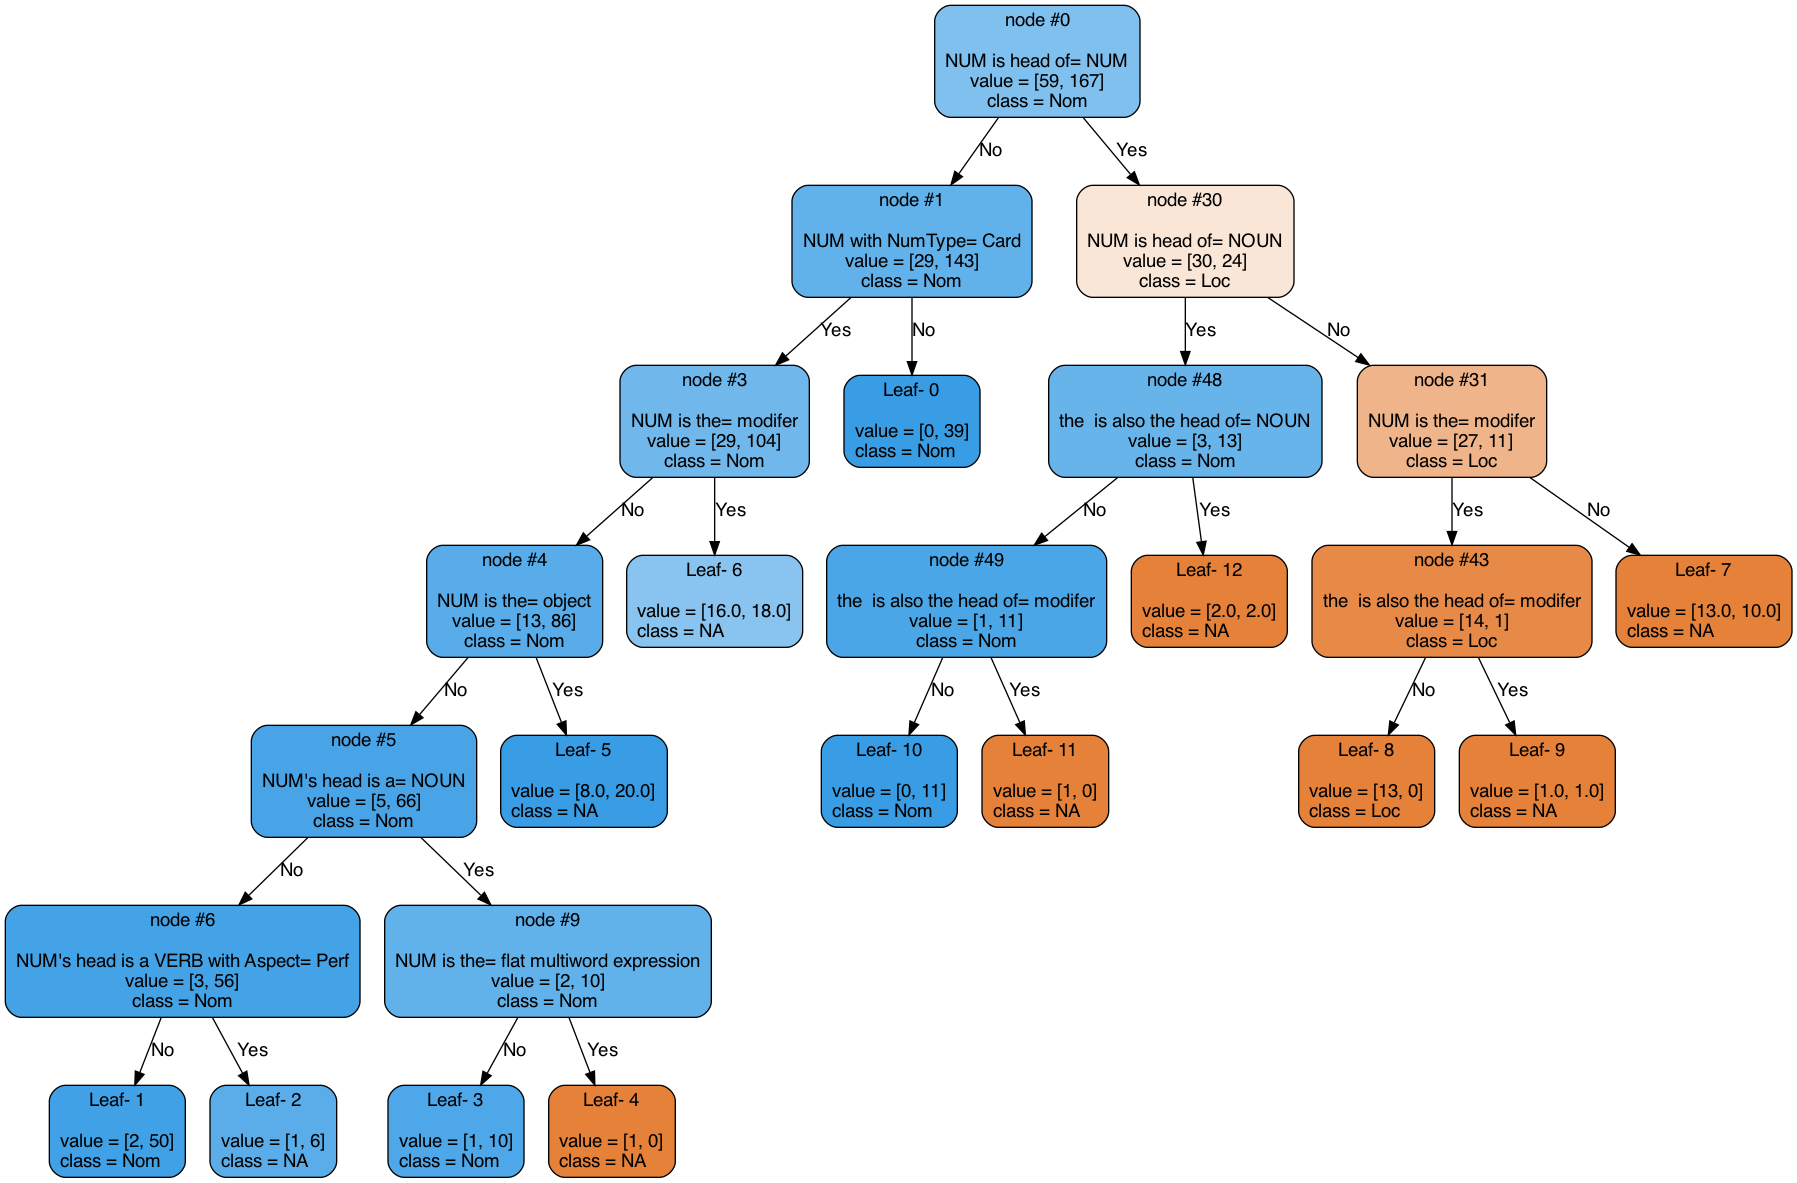 node #0
NUM is head of= NUM
value = [59, 167]
class = Nom
No
Yes
node #1
NUM with NumType= Card
value = [29, 143]
class = Nom
node #30
NUM is head of= NOUN
value = [30, 24]
class = Loc
Yes
No
Yes
No
node #3
NUM is the= modifer
value = [29, 104]
class = Nom
Leaf- 0
value = [0, 39]
class = Nom
node #48
the  is also the head of= NOUN
value = [3, 13]
class = Nom
node #31
NUM is the= modifer
value = [27, 11]
class = Loc
No
Yes
No
Yes
Yes
No
node #4
NUM is the= object
value = [13, 86]
class = Nom
Leaf- 6
value = [16.0, 18.0]
class = NA
node #49
the  is also the head of= modifer
value = [1, 11]
class = Nom
Leaf- 12
value = [2.0, 2.0]
class = NA
node #43
the  is also the head of= modifer
value = [14, 1]
class = Loc
Leaf- 7
value = [13.0, 10.0]
class = NA
No
Yes
No
Yes
No
Yes
node #5
NUM's head is a= NOUN
value = [5, 66]
class = Nom
Leaf- 5
value = [8.0, 20.0]
class = NA
Leaf- 10
value = [0, 11]
class = Nom
Leaf- 11
value = [1, 0]
class = NA
Leaf- 8
value = [13, 0]
class = Loc
Leaf- 9
value = [1.0, 1.0]
class = NA
No
Yes
node #6
NUM's head is a VERB with Aspect= Perf
value = [3, 56]
class = Nom
node #9
NUM is the= flat multiword expression
value = [2, 10]
class = Nom
No
Yes
No
Yes
Leaf- 1
value = [2, 50]
class = Nom
Leaf- 2
value = [1, 6]
class = NA
Leaf- 3
value = [1, 10]
class = Nom
Leaf- 4
value = [1, 0]
class = NA